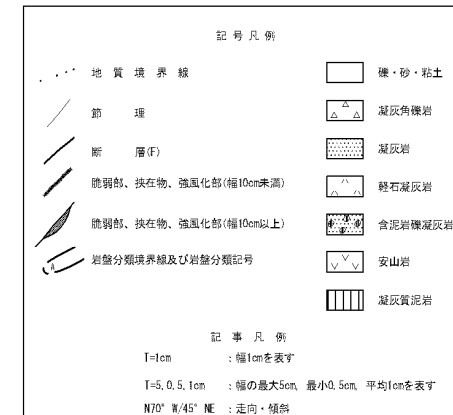 記号凡例
地質境界線
節理
断層(F)
脆弱部、挟在物、強風化部(幅10cm未満)
脆弱部、挟在物、強風化部(幅10cm以上)
A 岩盤分類境界線及び岩盤分類記号
礫・砂・粘土
凝灰角礫岩
凝灰岩
軽石凝灰岩
含泥岩礫凝灰岩
安山岩
凝灰質泥岩
記事凡例
T=1cm :幅1cmを表す
T=5,0.5,1cm :幅の最大5cm, 最小0.5cm, 平均1cmを表す
N70° W/45° NE :走向・傾斜